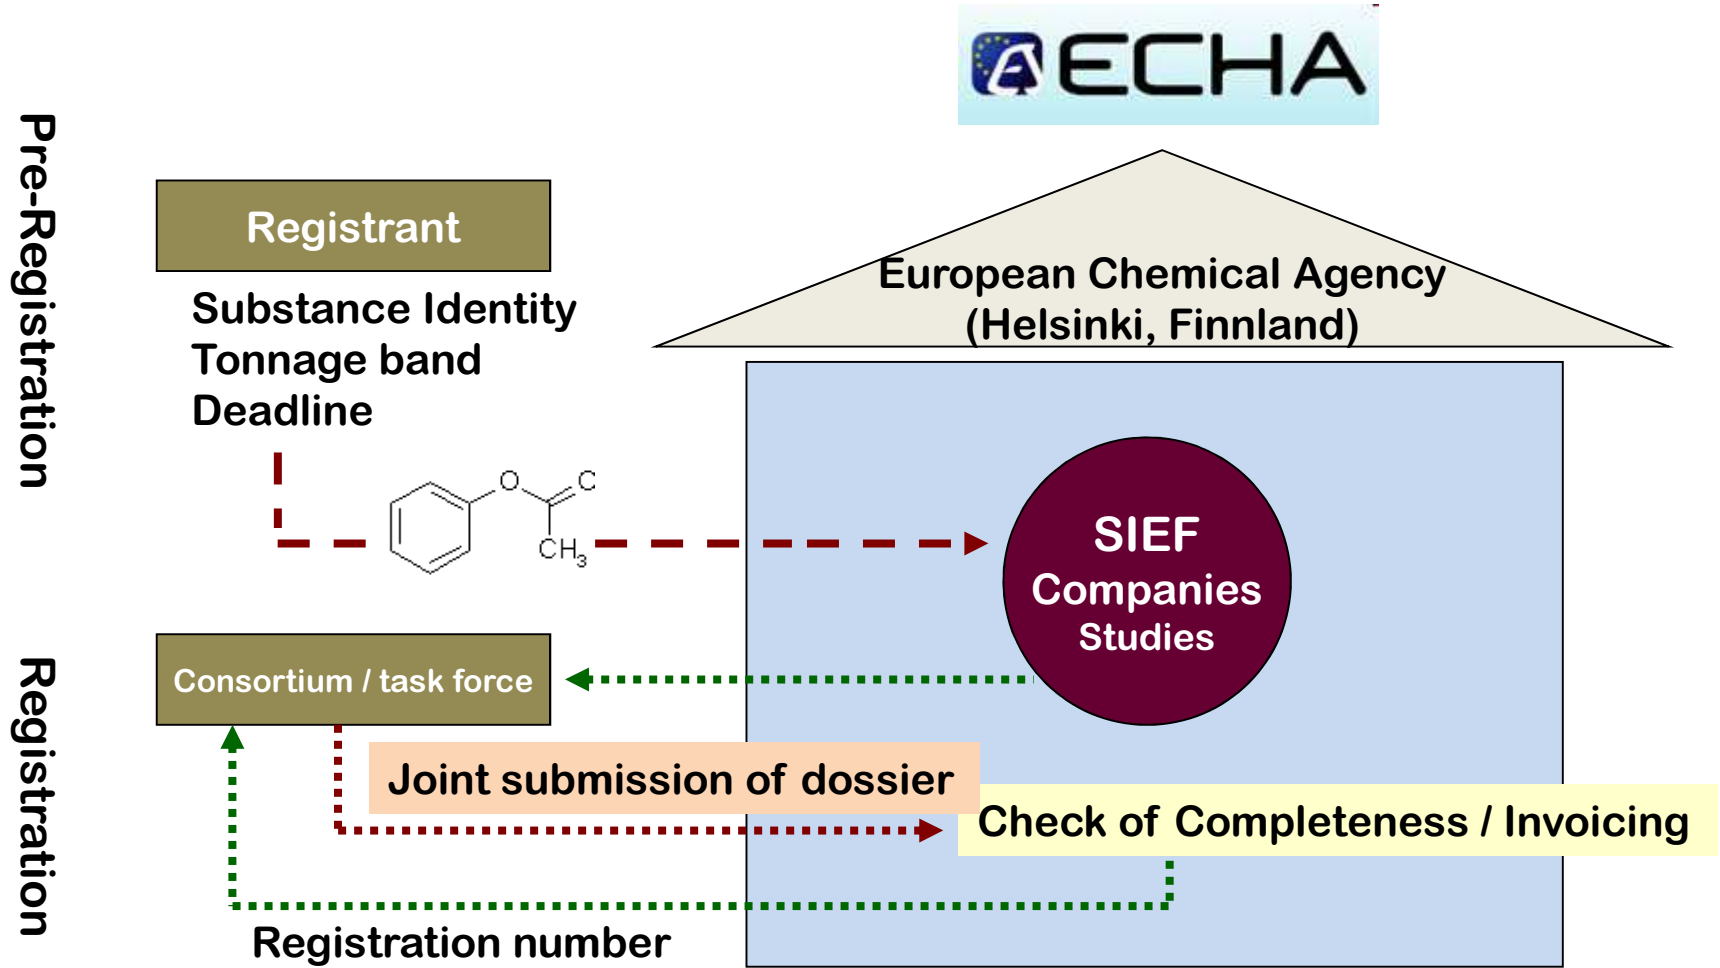 ECHA
Pre-Registration
Registrant
Substance Identity
Tonnage band
Deadline
European Chemical Agency
(Helsinki, Finnland)
O
C
CH3
SIEF
Companies
Studies
Registration
Consortium / task force
Joint submission of dossier
Check of Completeness / Invoicing
Registration number